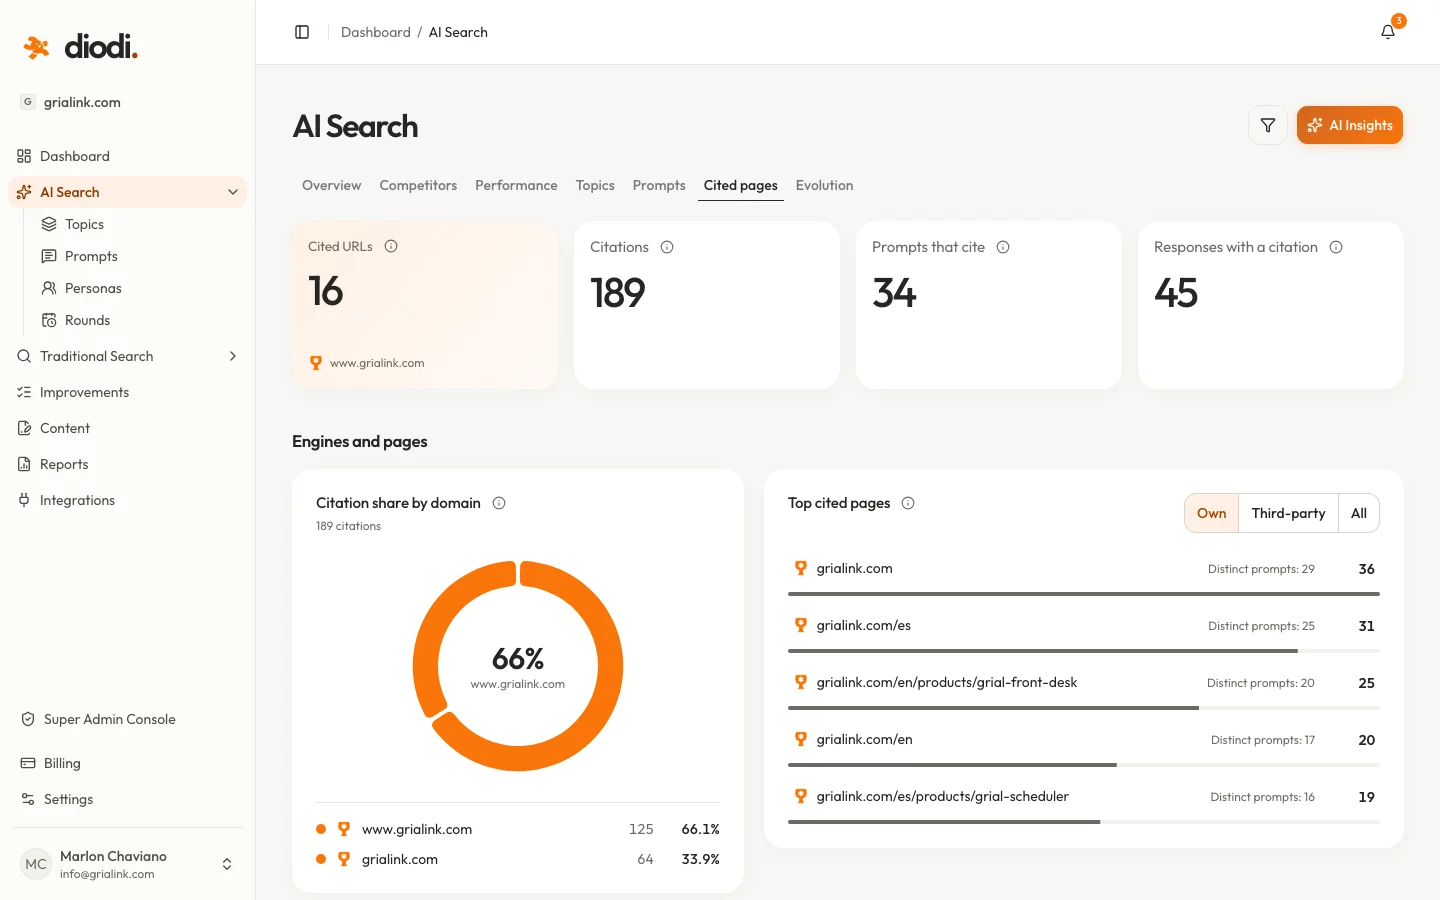 diodi.
G grialink.com
Dashboard
AI Search
Topics
Prompts
Personas
Rounds
Traditional Search
Improvements
Content
Reports
Integrations
Super Admin Console
Billing
Settings
MC
Marlon Chaviano
info@grialink.com
Dashboard / AI Search
3
AI Search
AI Insights
Overview Competitors Performance Topics Prompts Cited pages Evolution
Cited URLs
16
www.grialink.com
Citations
189
Prompts that cite
34
Responses with a citation
45
Engines and pages
Citation share by domain
189 citations
66%
www.grialink.com
www.grialink.com 125 66.1%
grialink.com 64 33.9%
Top cited pages
Own Third-party All
grialink.com Distinct prompts: 29 36
grialink.com/es Distinct prompts: 25 31
grialink.com/en/products/grial-front-desk Distinct prompts: 20 25
grialink.com/en Distinct prompts: 17 20
grialink.com/es/products/grial-scheduler Distinct prompts: 16 19